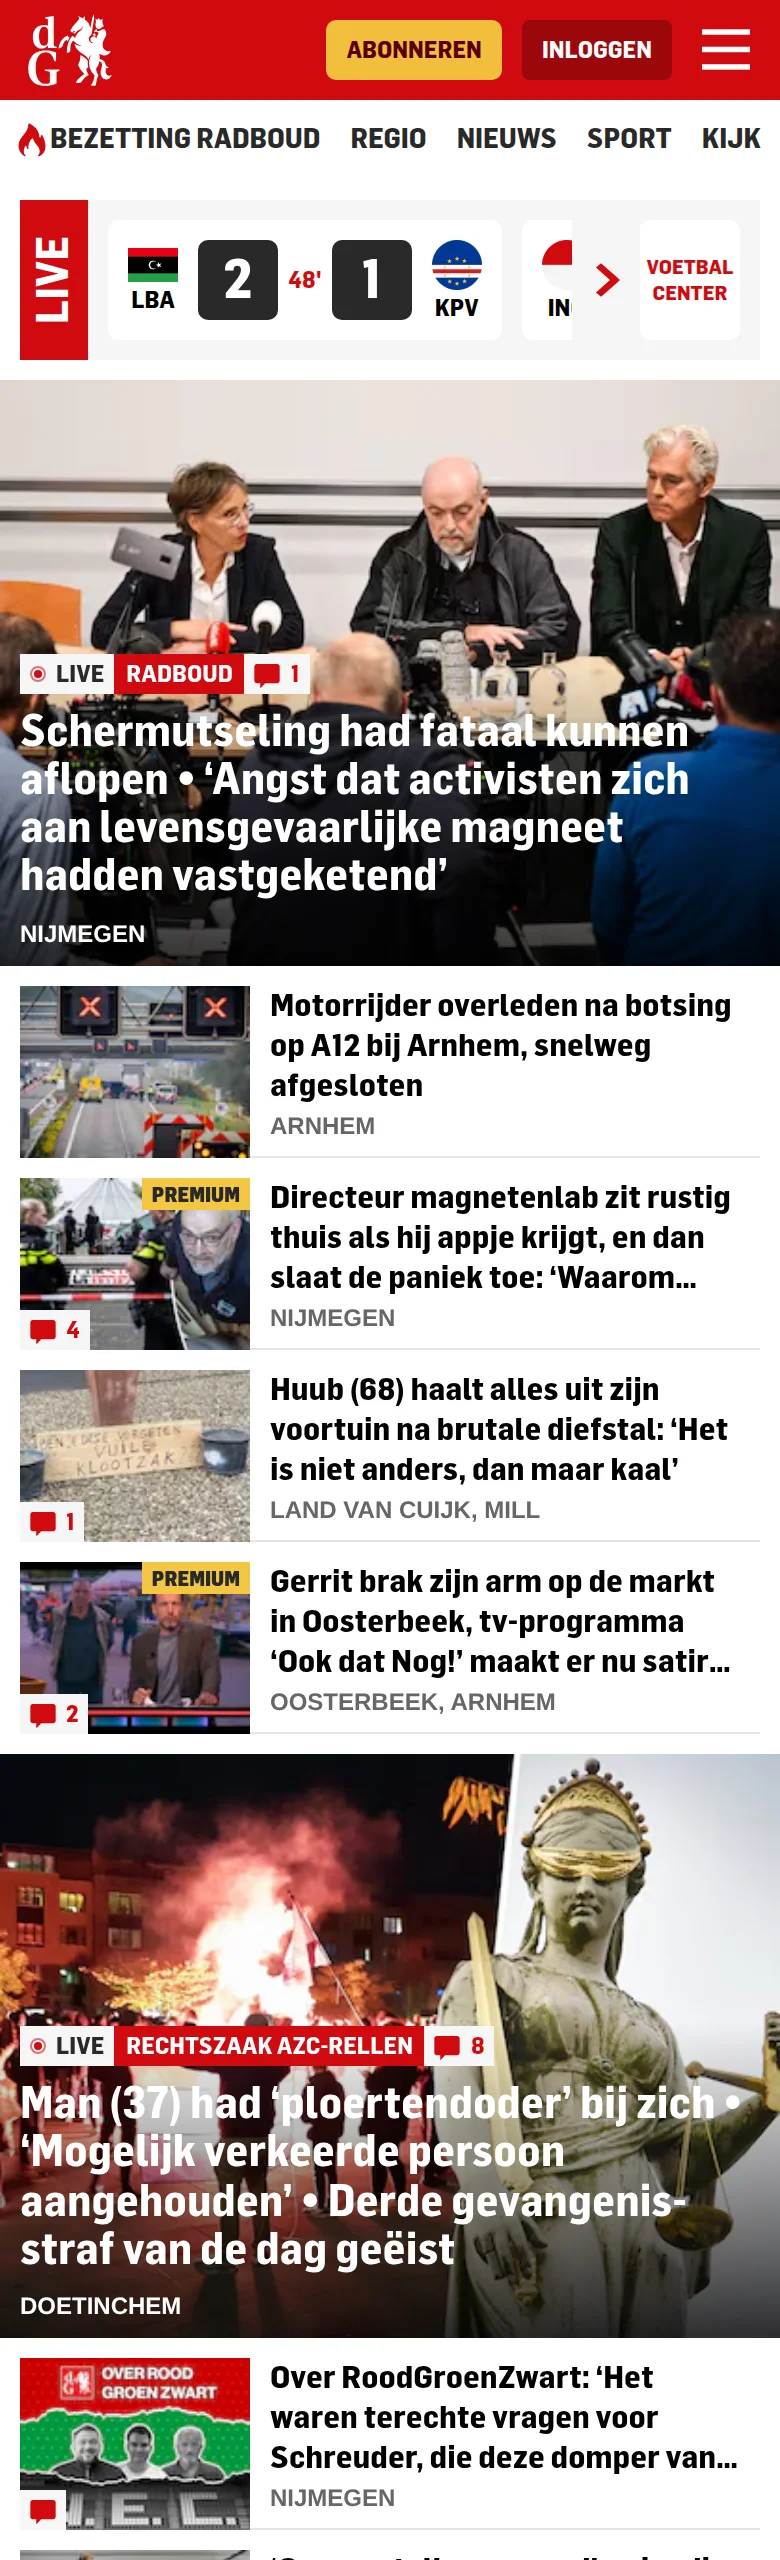 dG
ABONNEREN
INLOGGEN
BEZETTING RADBOUD REGIO NIEUWS SPORT KIJK
LIVE
LBA
2
48'
1
KPV
VOETBAL
CENTER
LIVE RADBOUD 1
Schermutseling had fataal kunnen
aflopen • ‘Angst dat activisten zich
aan levensgevaarlijke magneet
hadden vastgeketend’
NIJMEGEN
Motorrijder overleden na botsing
op A12 bij Arnhem, snelweg
afgesloten
ARNHEM
PREMIUM
4
Directeur magnetenlab zit rustig
thuis als hij appje krijgt, en dan
slaat de paniek toe: ‘Waarom...
NIJMEGEN
VUILE
KLOOTZAK
1
Huub (68) haalt alles uit zijn
voortuin na brutale diefstal: ‘Het
is niet anders, dan maar kaal’
LAND VAN CUIJK, MILL
PREMIUM
2
Gerrit brak zijn arm op de markt
in Oosterbeek, tv-programma
‘Ook dat Nog!’ maakt er nu satir...
OOSTERBEEK, ARNHEM
LIVE RECHTSZAAK AZC-RELLEN 8
Man (37) had ‘ploertendoder’ bij zich •
‘Mogelijk verkeerde persoon
aangehouden’ • Derde gevangenis-
straf van de dag geëist
DOETINCHEM
dG
OVER ROOD
GROEN ZWART
N.E.C.
Over RoodGroenZwart: ‘Het
waren terechte vragen voor
Schreuder, die deze domper van...
NIJMEGEN